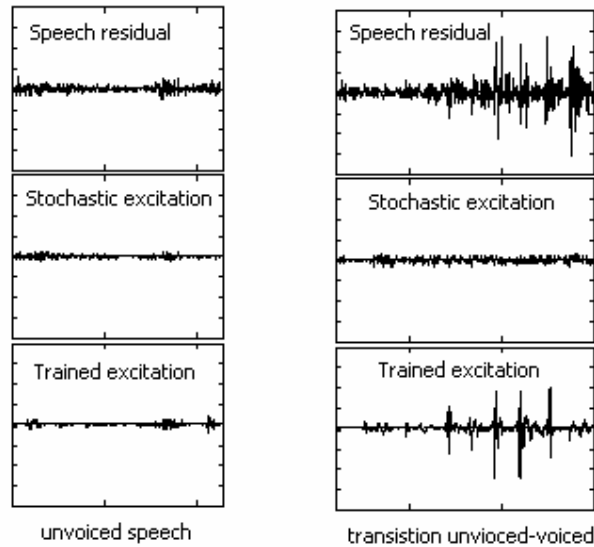 Speech residual
Stochastic excitation
Trained excitation
unvoiced speech
Speech residual
Stochastic excitation
Trained excitation
transistion unvioced-voiced